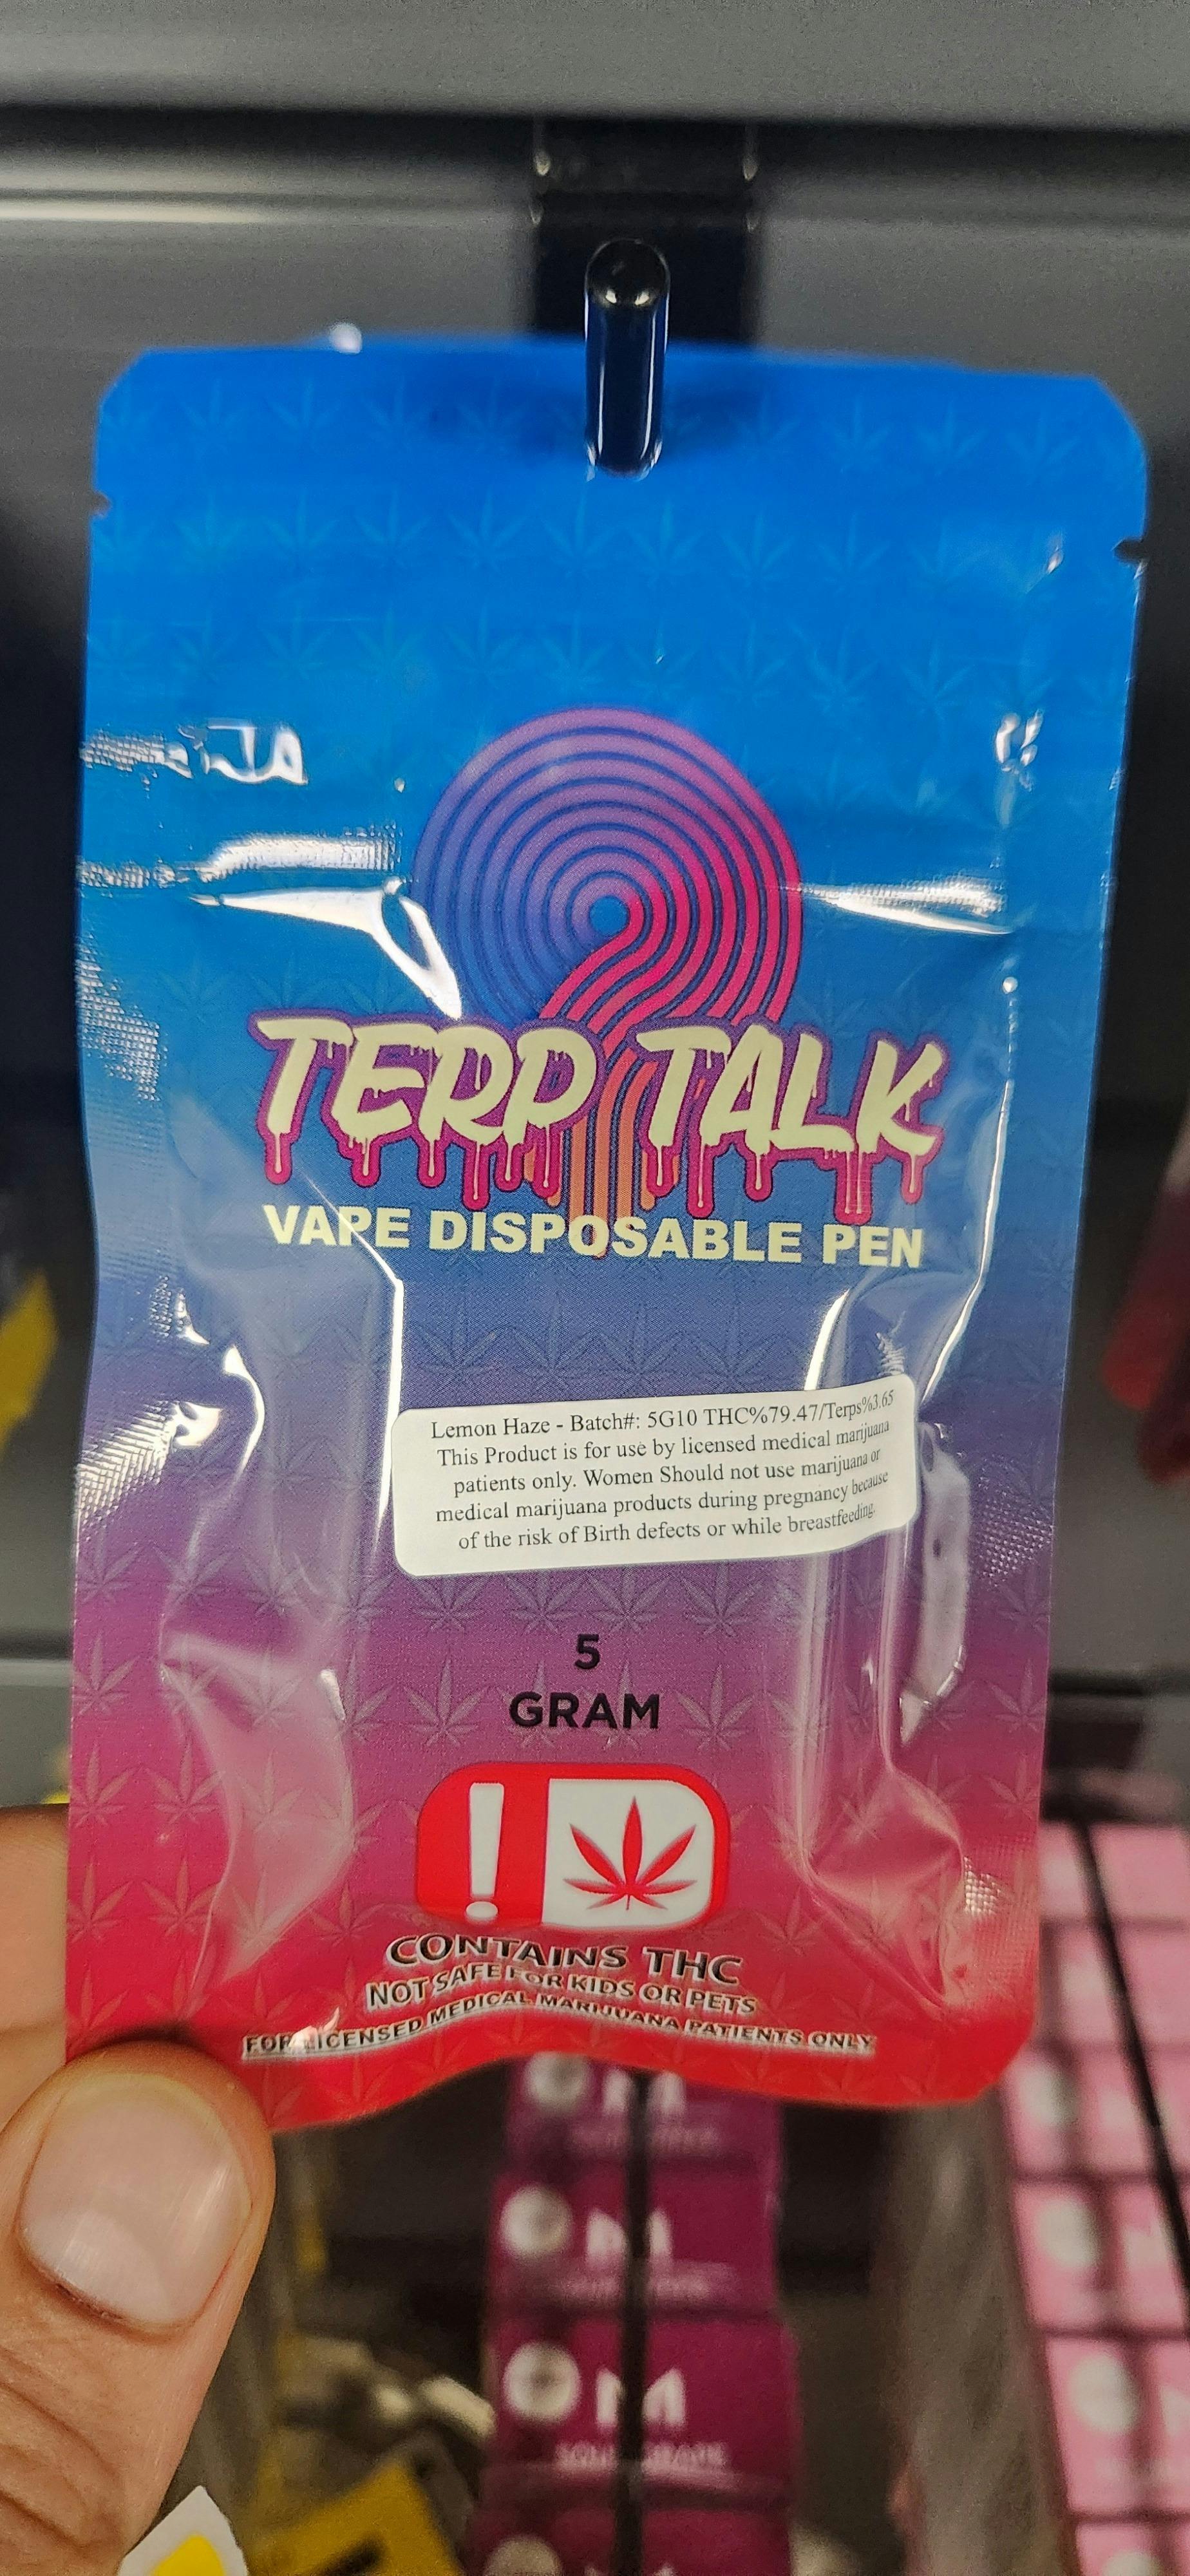 TERP TALK
VAPE DISPOSABLE PEN
Lemon Haze - Batch#: 5G10 THC%79.47/Terps%3.65
This Product is for use by licensed medical marijuana
patients only. Women Should not use marijuana or
medical marijuana products during pregnancy because
of the risk of Birth defects or while breastfeeding.
5
GRAM
!
CONTAINS THC
NOT SAFE FOR KIDS OR PETS
FOR LICENSED MEDICAL MARIJUANA PATIENTS ONLY